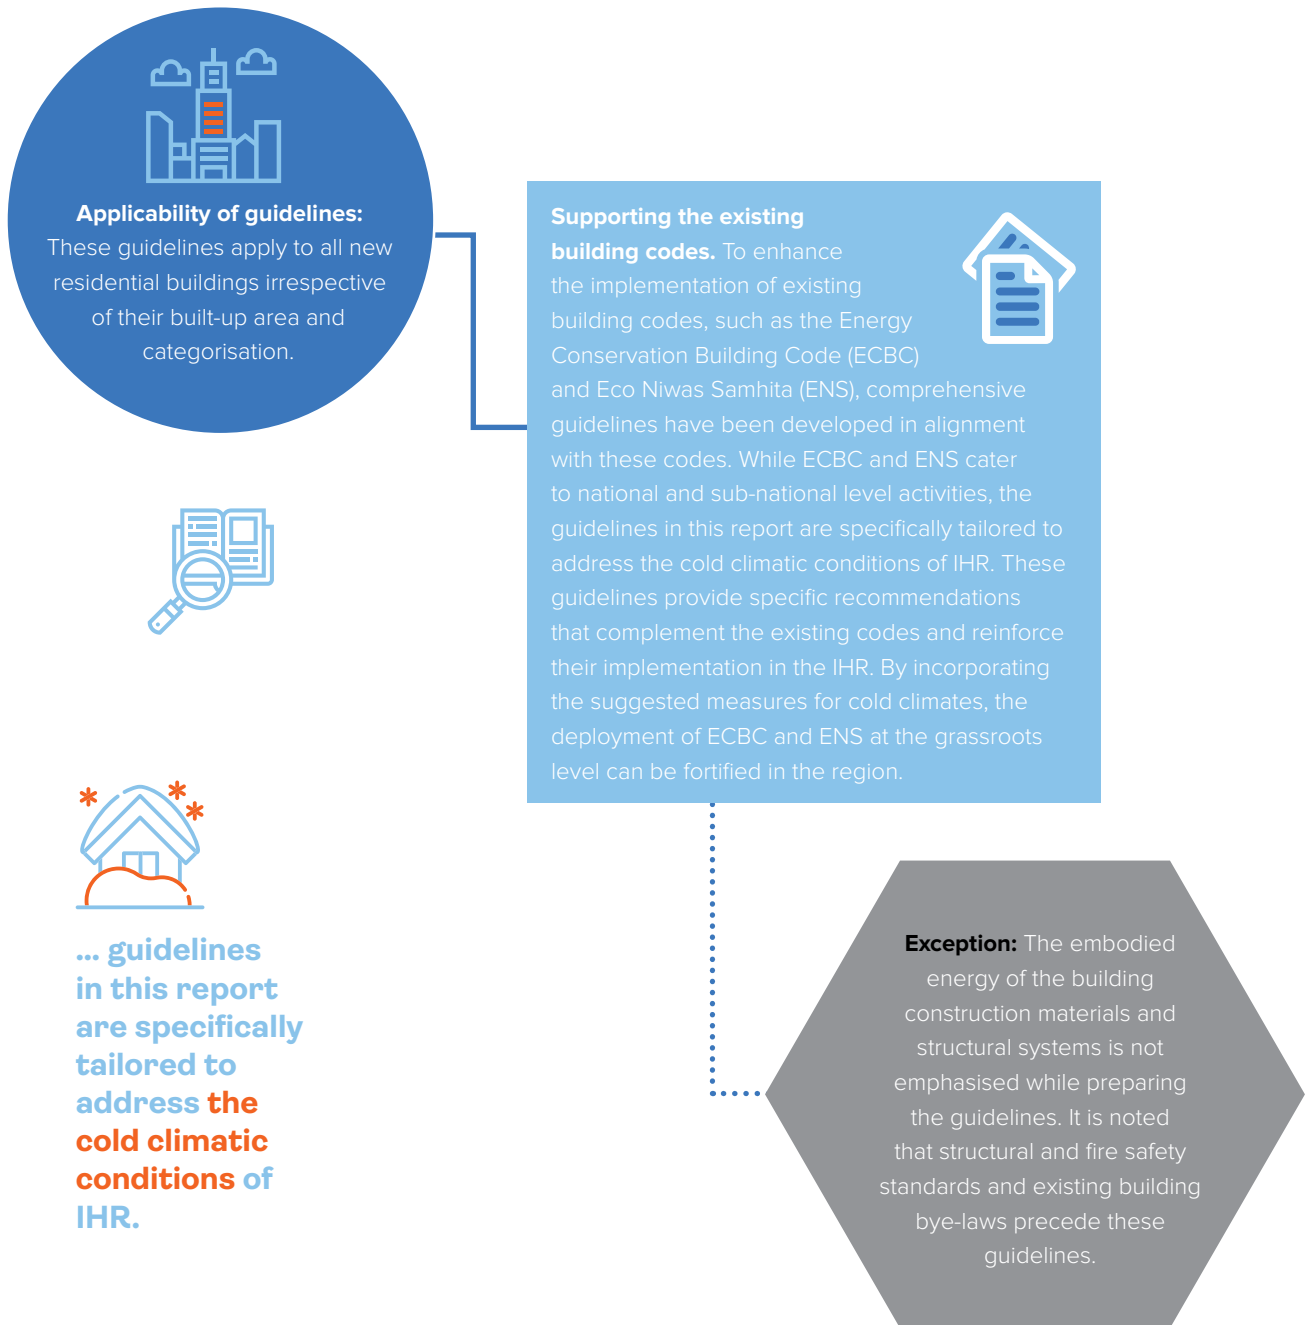 Applicability of guidelines:
These guidelines apply to all new
residential buildings irrespective
of their built-up area and
categorisation.
Supporting the existing
building codes. To enhance
the implementation of existing
building codes, such as the Energy
Conservation Building Code (ECBC)
and Eco Niwas Samhita (ENS), comprehensive
guidelines have been developed in alignment
with these codes. While ECBC and ENS cater
to national and sub-national level activities, the
guidelines in this report are specifically tailored to
address the cold climatic conditions of IHR. These
guidelines provide specific recommendations
that complement the existing codes and reinforce
their implementation in the IHR. By incorporating
the suggested measures for cold climates, the
deployment of ECBC and ENS at the grassroots
level can be fortified in the region.
... guidelines
in this report
are specifically
tailored to
address the
cold climatic
conditions of
IHR.
Exception: The embodied
energy of the building
construction materials and
structural systems is not
emphasised while preparing
the guidelines. It is noted
that structural and fire safety
standards and existing building
bye-laws precede these
guidelines.